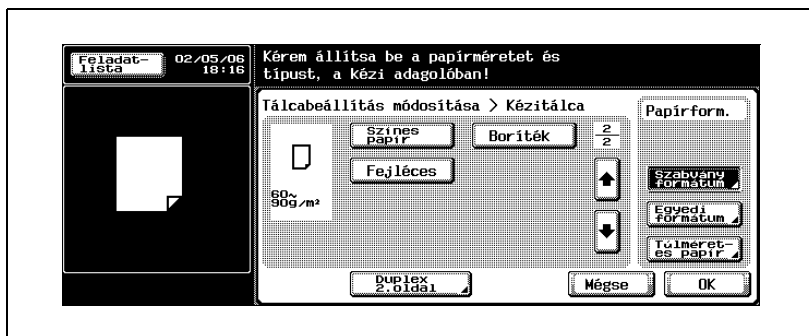 Feladat-
lista
02/05/06
18:16
Kérem állítsa be a papírméretet és
típust, a kézi adagolóban!
Tálcabeállítás módosítása > Kézitálca
Papírform.
Színes
papír
Boríték
2
2
Fejléces
60~
90g/m²
Szabvány
formátum
Egyedi
formátum
Túlméret-
es papír
Duplex
2.oldal
Mégse
OK